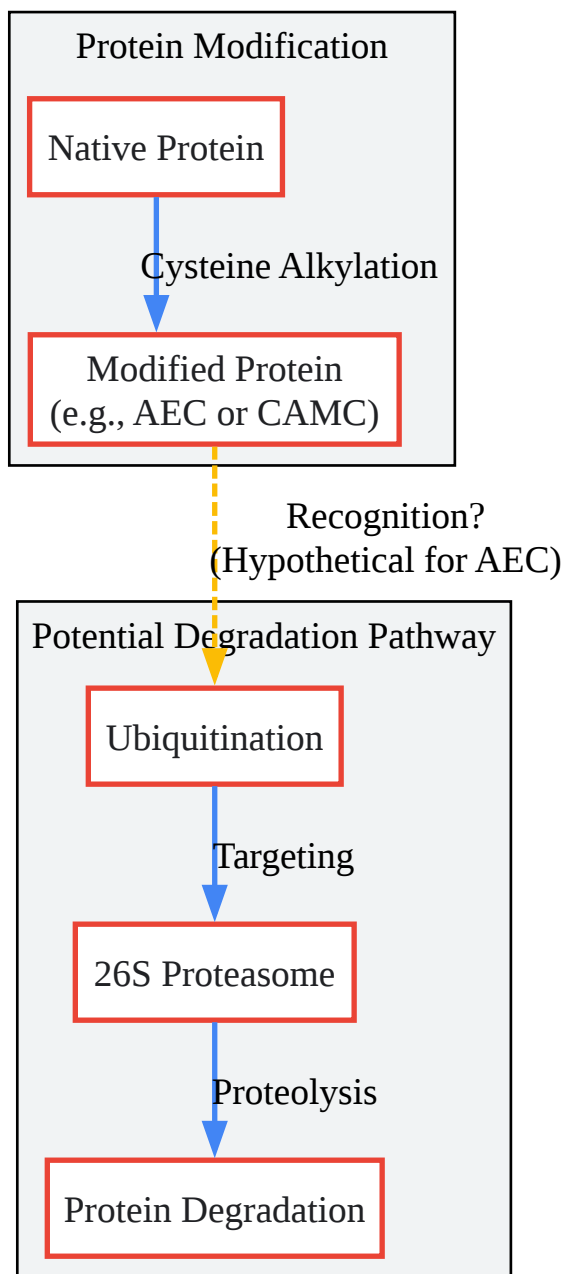 Protein Modification
Native Protein
Cysteine Alkylation
Modified Protein
(e.g., AEC or CAMC)
Recognition?
(Hypothetical for AEC)
Potential Degradation Pathway
Ubiquitination
Targeting
26S Proteasome
Proteolysis
Protein Degradation